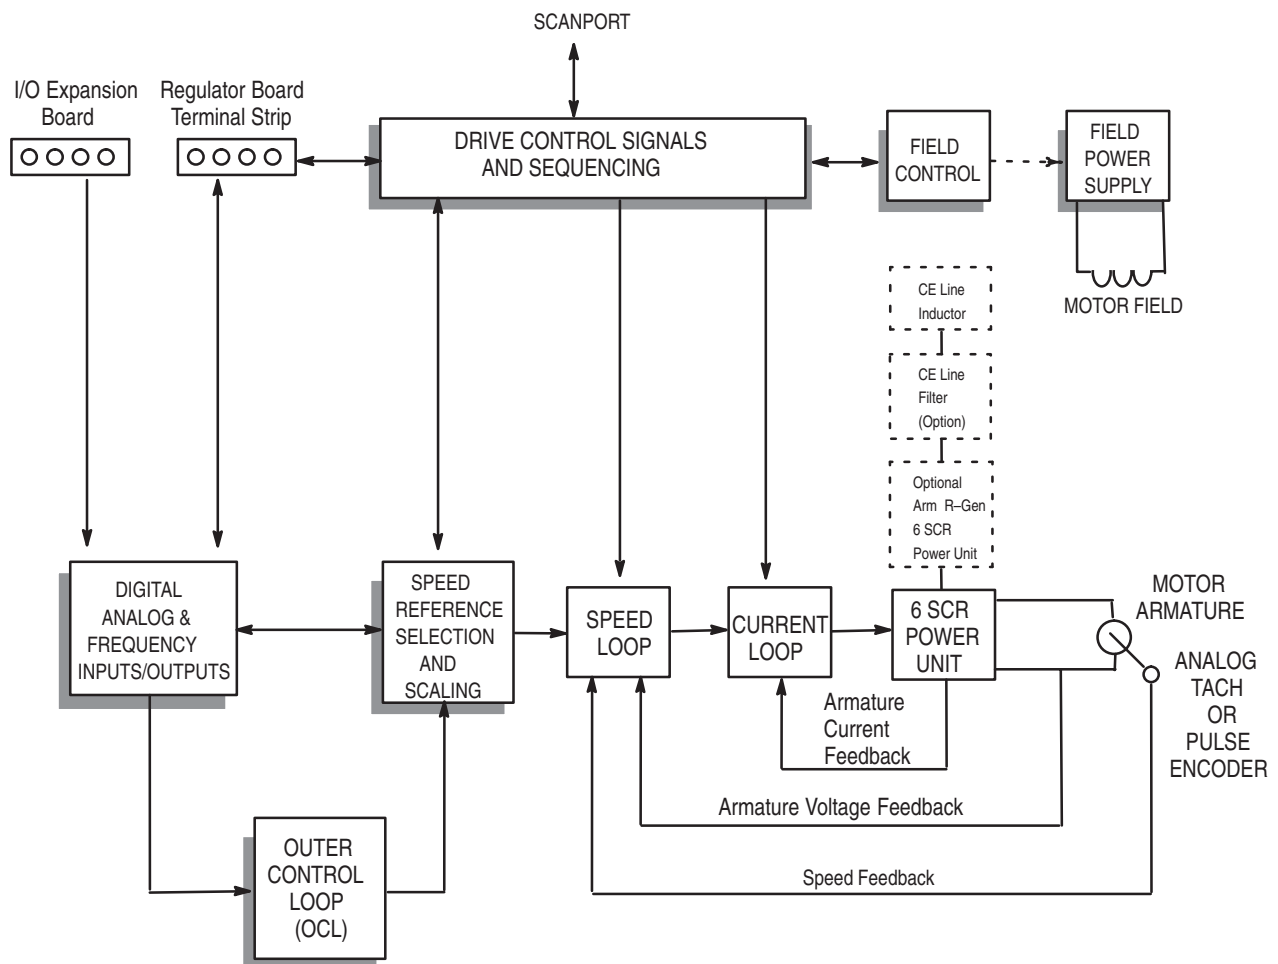 SCANPORT
I/O Expansion
Board
Regulator Board
Terminal Strip
DRIVE CONTROL SIGNALS
AND SEQUENCING
FIELD
CONTROL
FIELD
POWER
SUPPLY
MOTOR FIELD
CE Line
Inductor
CE Line
Filter
(Option)
Optional
Arm R–Gen
6 SCR
Power Unit
DIGITAL
ANALOG &
FREQUENCY
INPUTS/OUTPUTS
SPEED
REFERENCE
SELECTION
AND
SCALING
SPEED
LOOP
CURRENT
LOOP
6 SCR
POWER
UNIT
MOTOR
ARMATURE
ANALOG
TACH
OR
PULSE
ENCODER
Armature
Current
Feedback
Armature Voltage Feedback
Speed Feedback
OUTER
CONTROL
LOOP
(OCL)